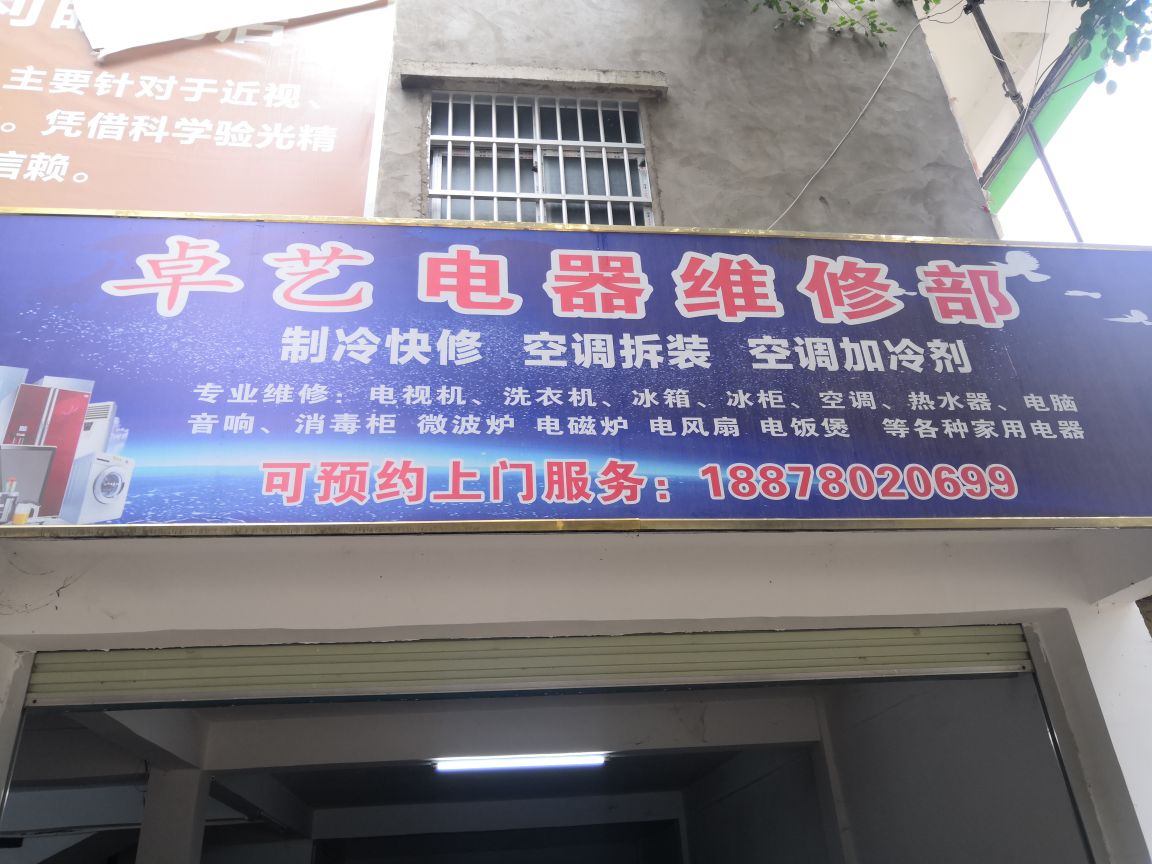 主要针对于近视、
。凭借科学验光精
信赖。
卓艺电器维修部
制冷快修 空调拆装 空调加冷剂
专业维修：电视机、洗衣机、冰箱、冰柜、空调、热水器、电脑
音响、消毒柜 微波炉 电磁炉 电风扇 电饭煲 等各种家用电器
可预约上门服务：18878020699